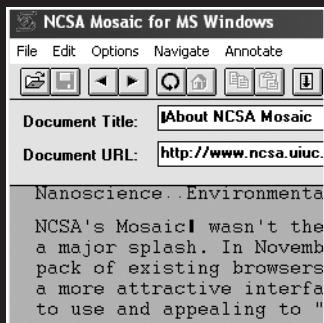 NCSA Mosaic for MS Windows
File Edit Options Navigate Annotate
Document Title: About NCSA Mosaic
Document URL: http://www.ncsa.uiuc.
Nanoscience..Environmenta
NCSA's Mosaic wasn't the
a major splash. In Novemb
pack of existing browsers
a more attractive interfa
to use and appealing to "